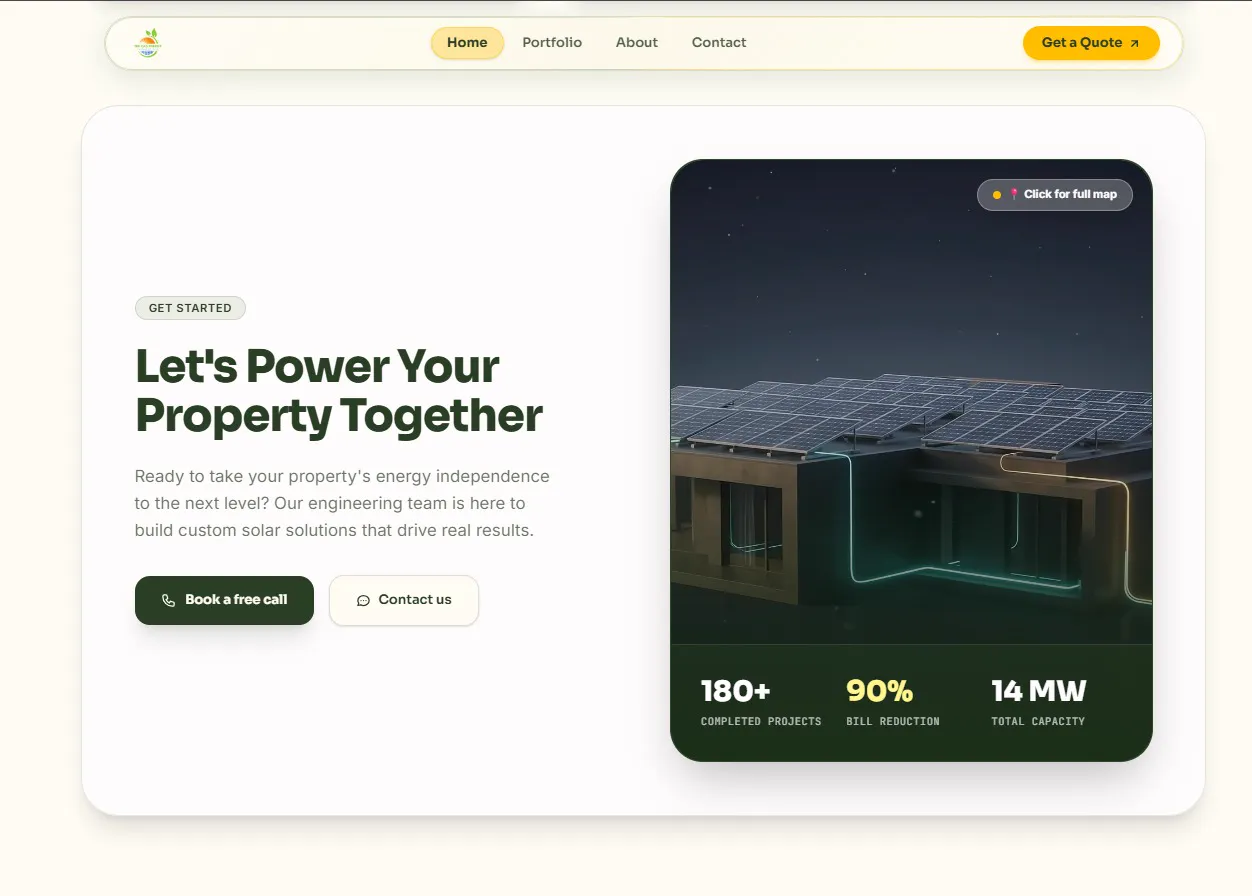 Home
Portfolio
About
Contact
Get a Quote
GET STARTED
Let's Power Your
Property Together
Ready to take your property's energy independence
to the next level? Our engineering team is here to
build custom solar solutions that drive real results.
Book a free call
Contact us
Click for full map
180+
90%
14 MW
COMPLETED PROJECTS
BILL REDUCTION
TOTAL CAPACITY